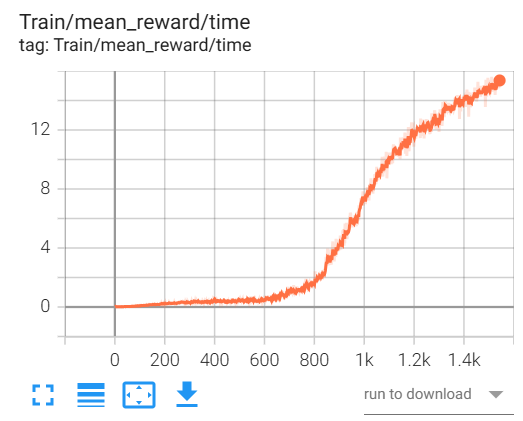 Train/mean_reward/time
tag: Train/mean_reward/time
12
8
4
0
0 200 400 600 800 1k 1.2k 1.4k
run to download